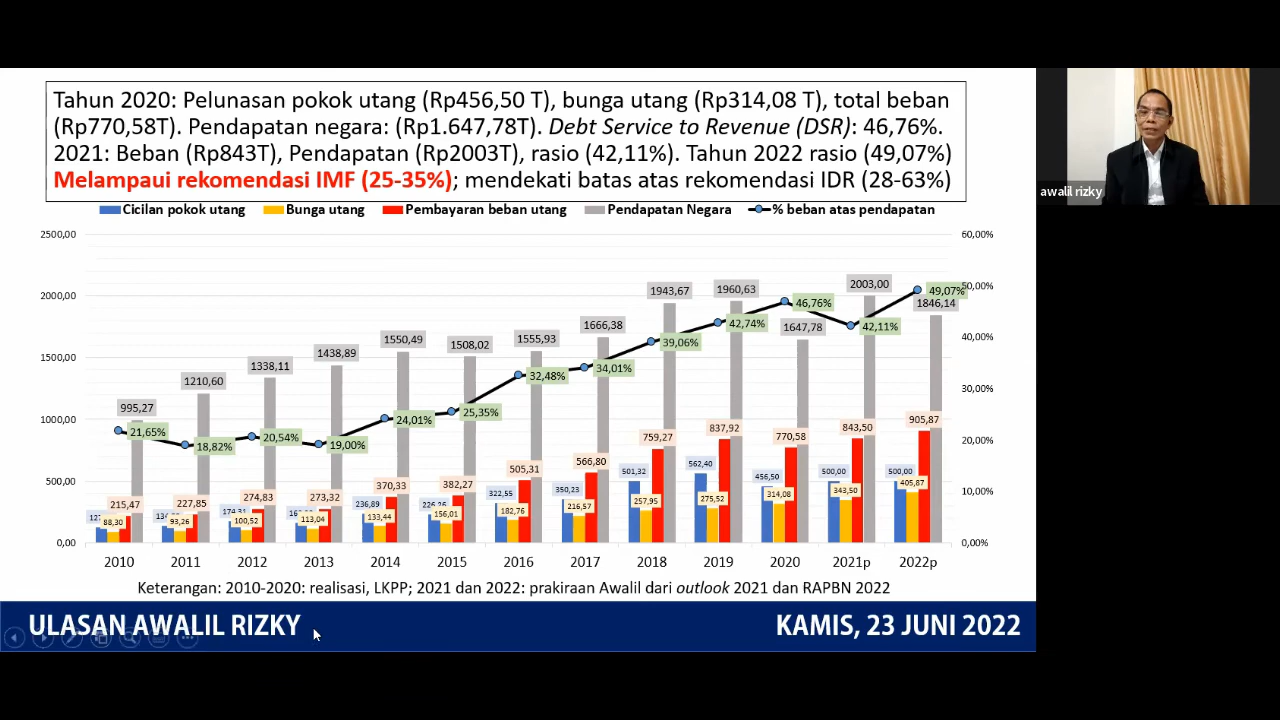 Tahun 2020: Pelunasan pokok utang (Rp456,50 T), bunga utang (Rp314,08 T), total beban
(Rp770,58T). Pendapatan negara: (Rp1.647,78T). Debt Service to Revenue (DSR): 46,76%.
2021: Beban (Rp843T), Pendapatan (Rp2003T), rasio (42,11%). Tahun 2022 rasio (49,07%)
Melampaui rekomendasi IMF (25-35%); mendekati batas atas rekomendasi IDR (28-63%)
awalil rizky
Cicilan pokok utang Bunga utang Pembayaran beban utang Pendapatan Negara % beban atas pendapatan
2500,00
2000,00
1500,00
1000,00
500,00
0,00
60,00%
50,00%
40,00%
30,00%
20,00%
10,00%
0,00%
995,27 1210,60 1338,11 1438,89 1550,49 1508,02 1555,93 1666,38 1943,67 1960,63 1647,78 2003,00 1846,14
21,65% 18,82% 20,54% 19,00% 24,01% 25,35% 32,48% 34,01% 39,06% 42,74% 46,76% 42,11% 49,07%
215,47 227,85 274,83 273,32 370,33 382,27 505,31 566,80 759,27 837,92 770,58 843,50 905,87
236,89 322,55 350,23 501,32 562,40 456,50 500,00 500,00
88,30 93,26 100,52 113,04 133,44 156,01 182,76 216,57 257,95 275,52 314,08 343,50 405,87
2010 2011 2012 2013 2014 2015 2016 2017 2018 2019 2020 2021p 2022p
Keterangan: 2010-2020: realisasi, LKPP; 2021 dan 2022: prakiraan Awalil dari outlook 2021 dan RAPBN 2022
ULASAN AWALIL RIZKY
KAMIS, 23 JUNI 2022